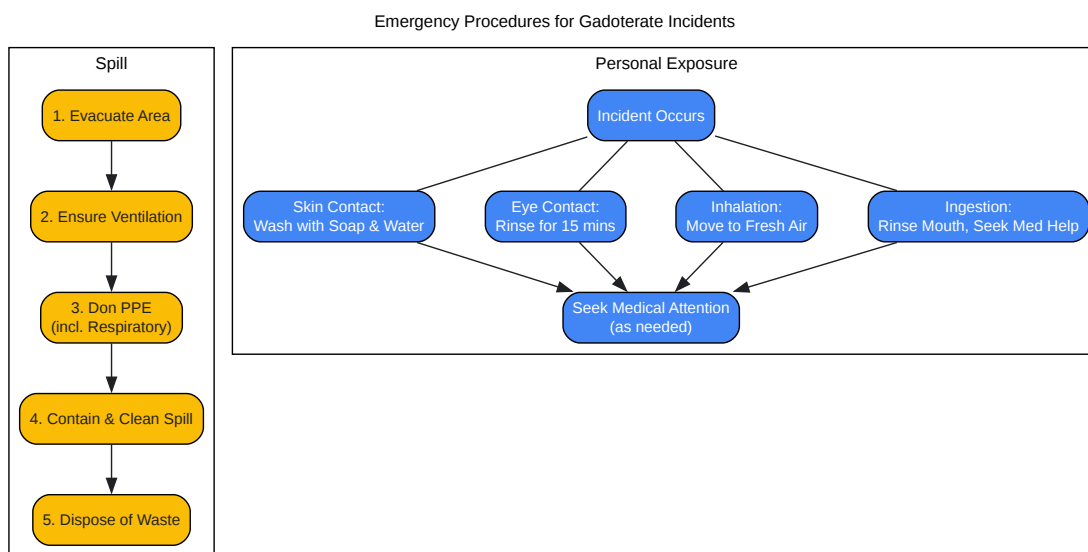 Emergency Procedures for Gadoterate Incidents
Spill
1. Evacuate Area
2. Ensure Ventilation
3. Don PPE
(incl. Respiratory)
4. Contain & Clean Spill
5. Dispose of Waste
Personal Exposure
Incident Occurs
Skin Contact:
Wash with Soap & Water
Eye Contact:
Rinse for 15 mins
Inhalation:
Move to Fresh Air
Ingestion:
Rinse Mouth, Seek Med Help
Seek Medical Attention
(as needed)